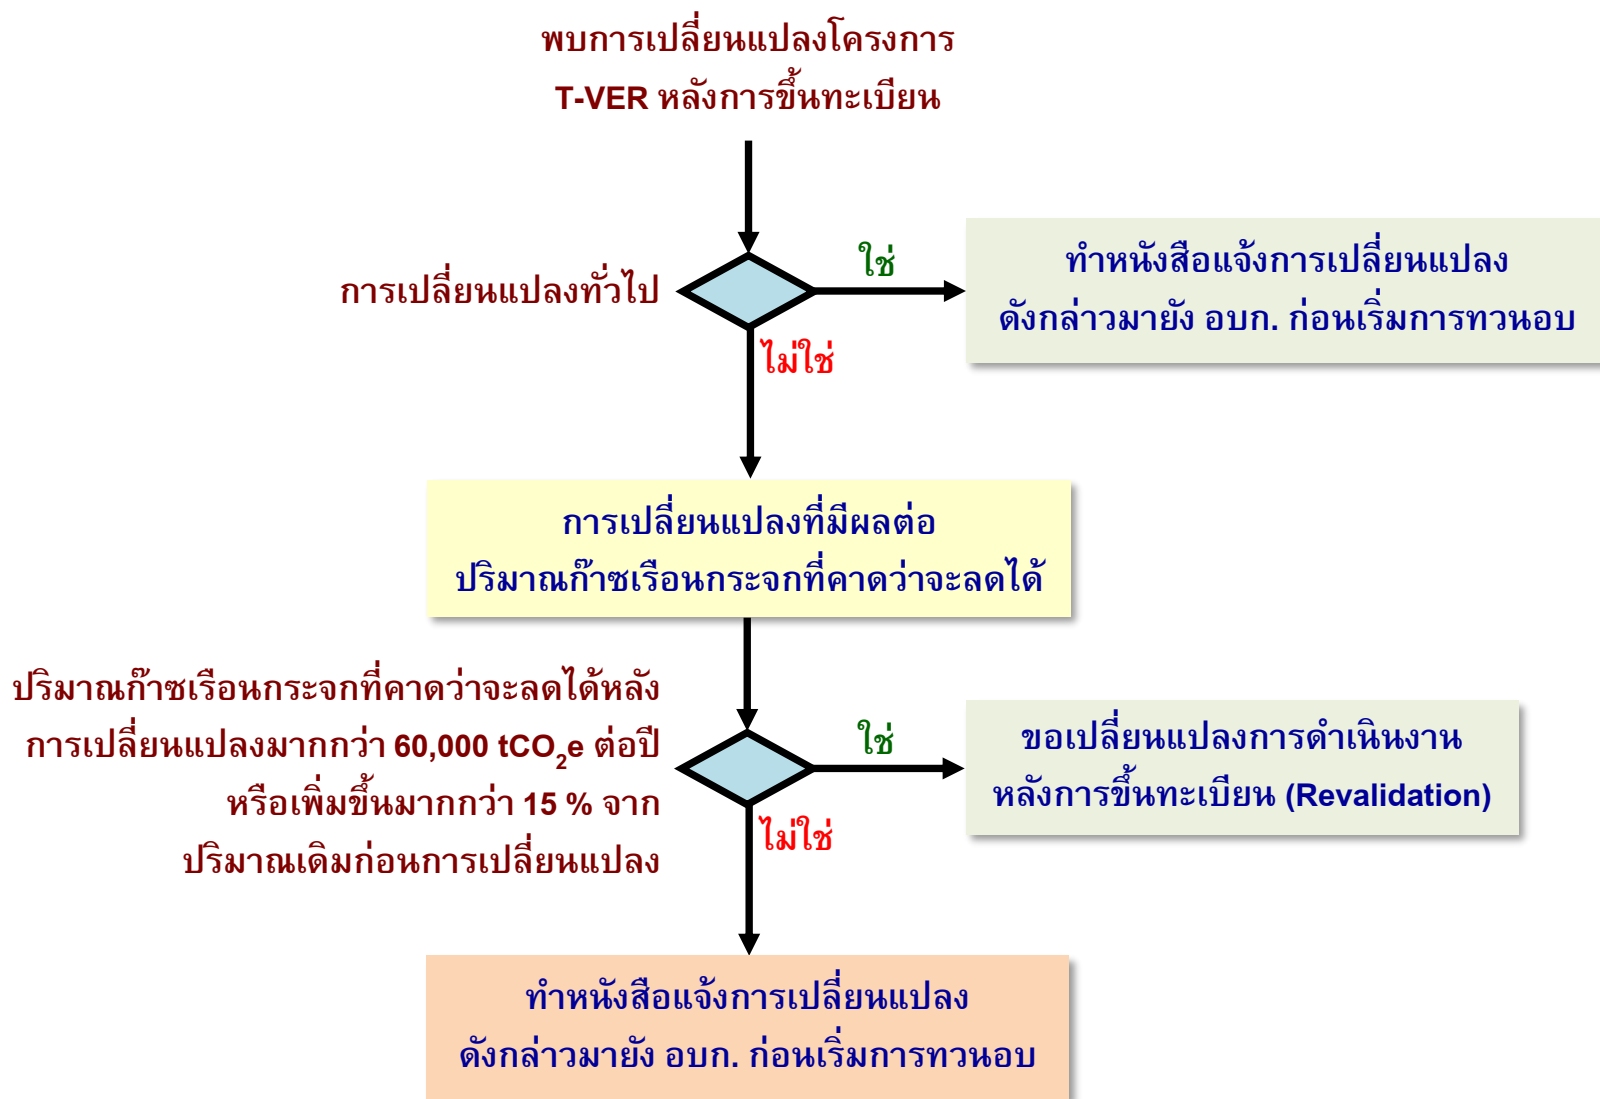 พบการเปลี่ยนแปลงโครงการ
T-VER หลังการขึ้นทะเบียน
การเปลี่ยนแปลงทั่วไป
ใช่
ทำหนังสือแจ้งการเปลี่ยนแปลง
ดังกล่าวมายัง อบก. ก่อนเริ่มการทวนอบ
ไม่ใช่
การเปลี่ยนแปลงที่มีผลต่อ
ปริมาณก๊าซเรือนกระจกที่คาดว่าจะลดได้
ปริมาณก๊าซเรือนกระจกที่คาดว่าจะลดได้หลัง
การเปลี่ยนแปลงมากกว่า 60,000 tCO₂e ต่อปี
หรือเพิ่มขึ้นมากกว่า 15 % จาก
ปริมาณเดิมก่อนการเปลี่ยนแปลง
ใช่
ขอเปลี่ยนแปลงการดำเนินงาน
หลังการขึ้นทะเบียน (Revalidation)
ไม่ใช่
ทำหนังสือแจ้งการเปลี่ยนแปลง
ดังกล่าวมายัง อบก. ก่อนเริ่มการทวนอบ